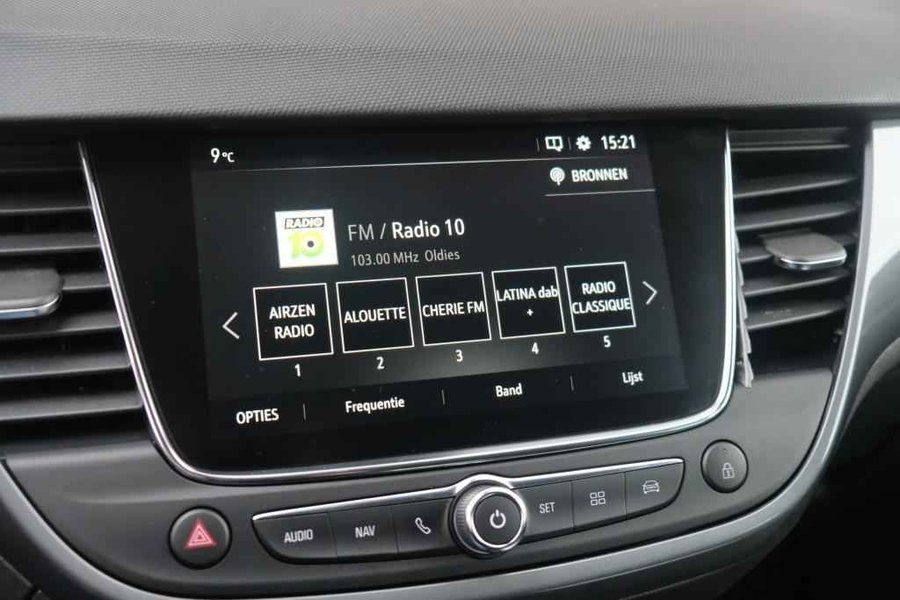 9°C
15:21
BRONNEN
RADIO
10
FM / Radio 10
103.00 MHz Oldies
AIRZEN
RADIO
ALOUETTE
CHERIE FM
LATINA dab
+
RADIO
CLASSIQUE
1
2
3
4
5
OPTIES
Frequentie
Band
Lijst
AUDIO
NAV
SET